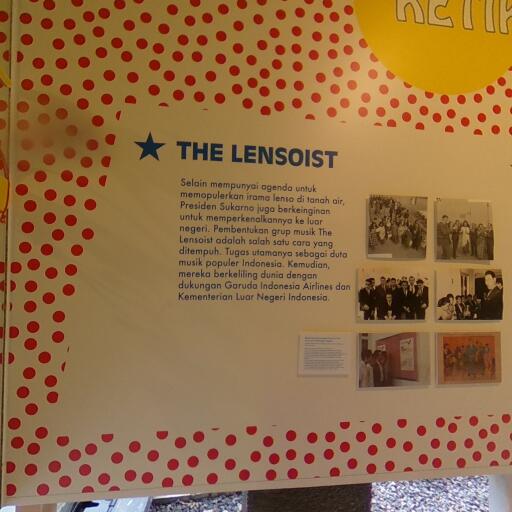 KETIK
THE LENSOIST
Selain mempunyai agenda untuk
memopulerkan irama lenso di tanah air,
Presiden Sukarno juga berkeinginan
untuk memperkenalkannya ke luar
negeri. Pembentukan grup musik The
Lensoist adalah salah satu cara yang
ditempuh. Tugas utamanya sebagai duta
musik populer Indonesia. Kemudian,
mereka berkeliling dunia dengan
dukungan Garuda Indonesia Airlines dan
Kementerian Luar Negeri Indonesia.